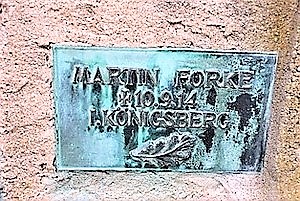 MARTIN FORKE
† 10.9.14
I. KÖNIGSBERG